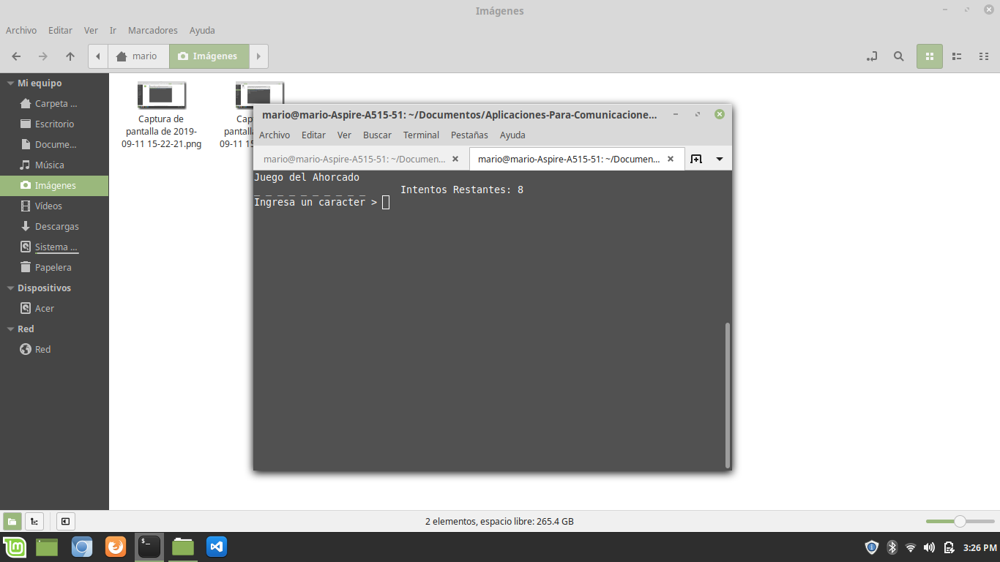 Imágenes
Archivo Editar Ver Ir Marcadores Ayuda
mario Imágenes
Mi equipo
Carpeta ...
Escritorio
Docume...
Música
Imágenes
Vídeos
Descargas
Sistema ...
Papelera
Dispositivos
Acer
Red
Red
Captura de
pantalla de 2019-
09-11 15-22-21.png
Capt
pantalla
09-11 15
mario@mario-Aspire-A515-51: ~/Documentos/Aplicaciones-Para-Comunicacione...
Archivo Editar Ver Buscar Terminal Pestañas Ayuda
mario@mario-Aspire-A515-51: ~/Documen... mario@mario-Aspire-A515-51: ~/Documen...
Juego del Ahorcado
_ _ _ _ _ _ _ _ _ _ Intentos Restantes: 8
Ingresa un caracter >
2 elementos, espacio libre: 265.4 GB
3:26 PM